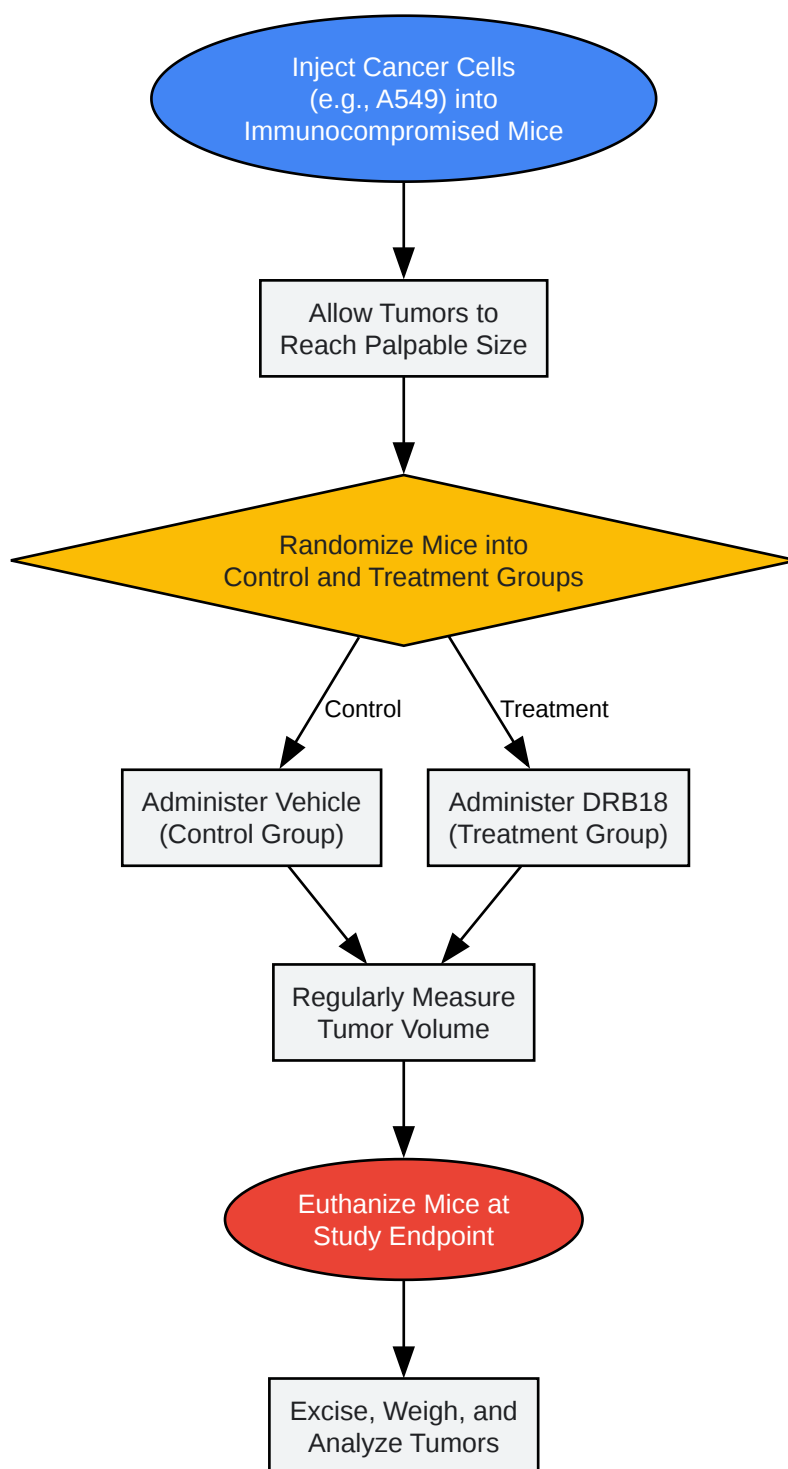 Inject Cancer Cells
(e.g., A549) into
Immunocompromised Mice
Allow Tumors to
Reach Palpable Size
Randomize Mice into
Control and Treatment Groups
Control
Treatment
Administer Vehicle
(Control Group)
Administer DRB18
(Treatment Group)
Regularly Measure
Tumor Volume
Euthanize Mice at
Study Endpoint
Excise, Weigh, and
Analyze Tumors